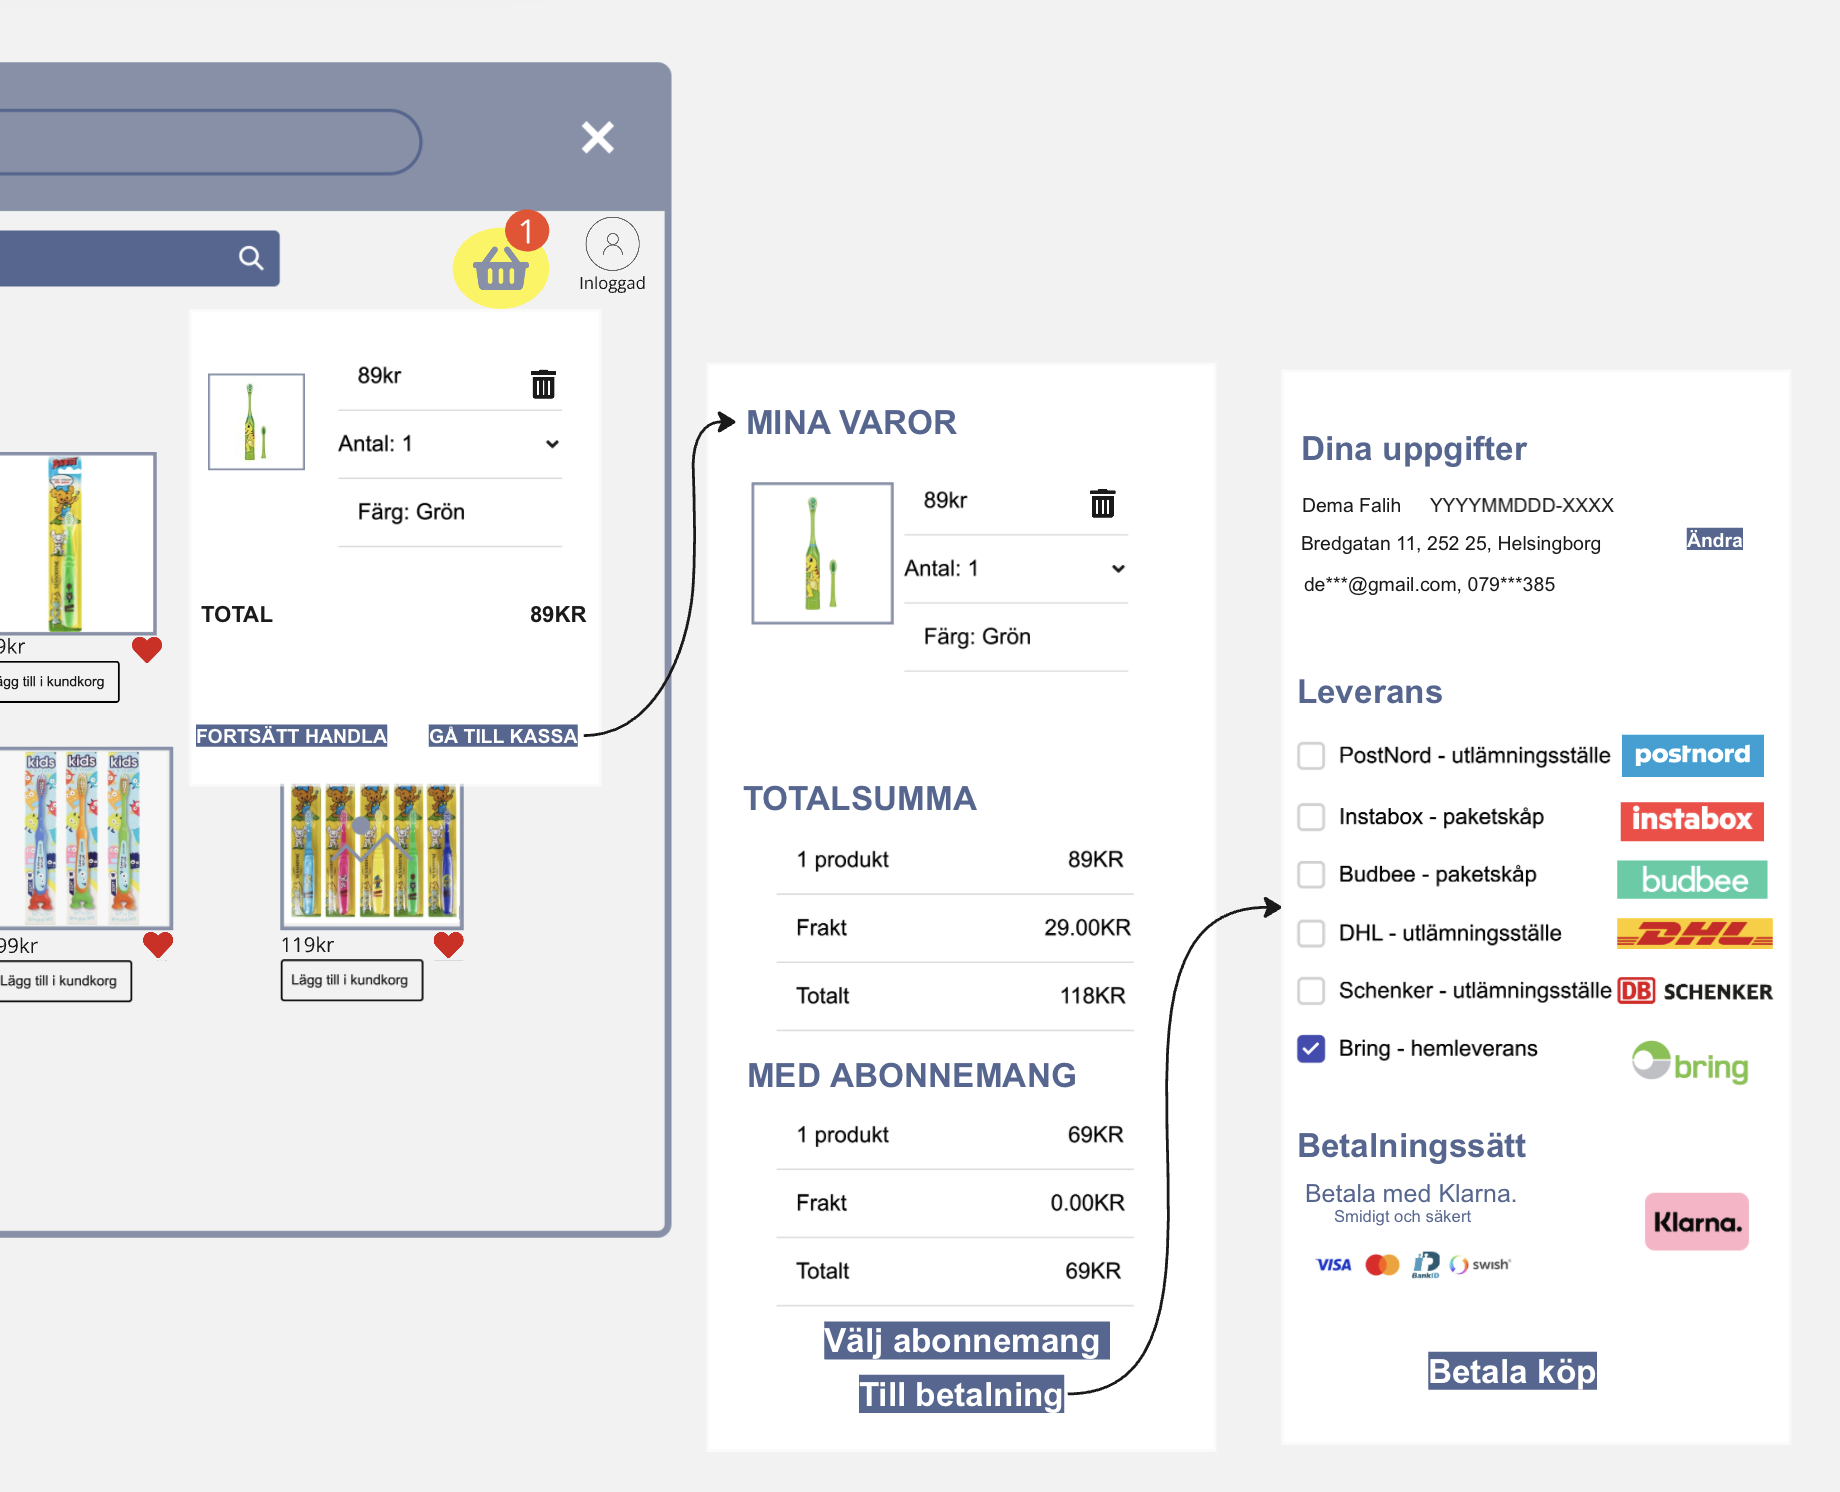 1
Inloggad
89kr
Antal: 1
Färg: Grön
TOTAL 89KR
FORTSÄTT HANDLA GÅ TILL KASSA
9kr
ägg till i kundkorg
kids kids kids
99kr
Lägg till i kundkorg
119kr
Lägg till i kundkorg
MINA VAROR
89kr
Antal: 1
Färg: Grön
TOTALSUMMA
1 produkt 89KR
Frakt 29.00KR
Totalt 118KR
MED ABONNEMANG
1 produkt 69KR
Frakt 0.00KR
Totalt 69KR
Välj abonnemang
Till betalning
Dina uppgifter
Dema Falih YYYYMMDDD-XXXX
Bredgatan 11, 252 25, Helsingborg
Ändra
de***@gmail.com, 079***385
Leverans
PostNord - utlämningsställe postnord
Instabox - paketskåp instabox
Budbee - paketskåp budbee
DHL - utlämningsställe DHL
Schenker - utlämningsställe DB SCHENKER
Bring - hemleverans bring
Betalningssätt
Betala med Klarna.
Smidigt och säkert
Klarna.
VISA BankID swish
Betala köp